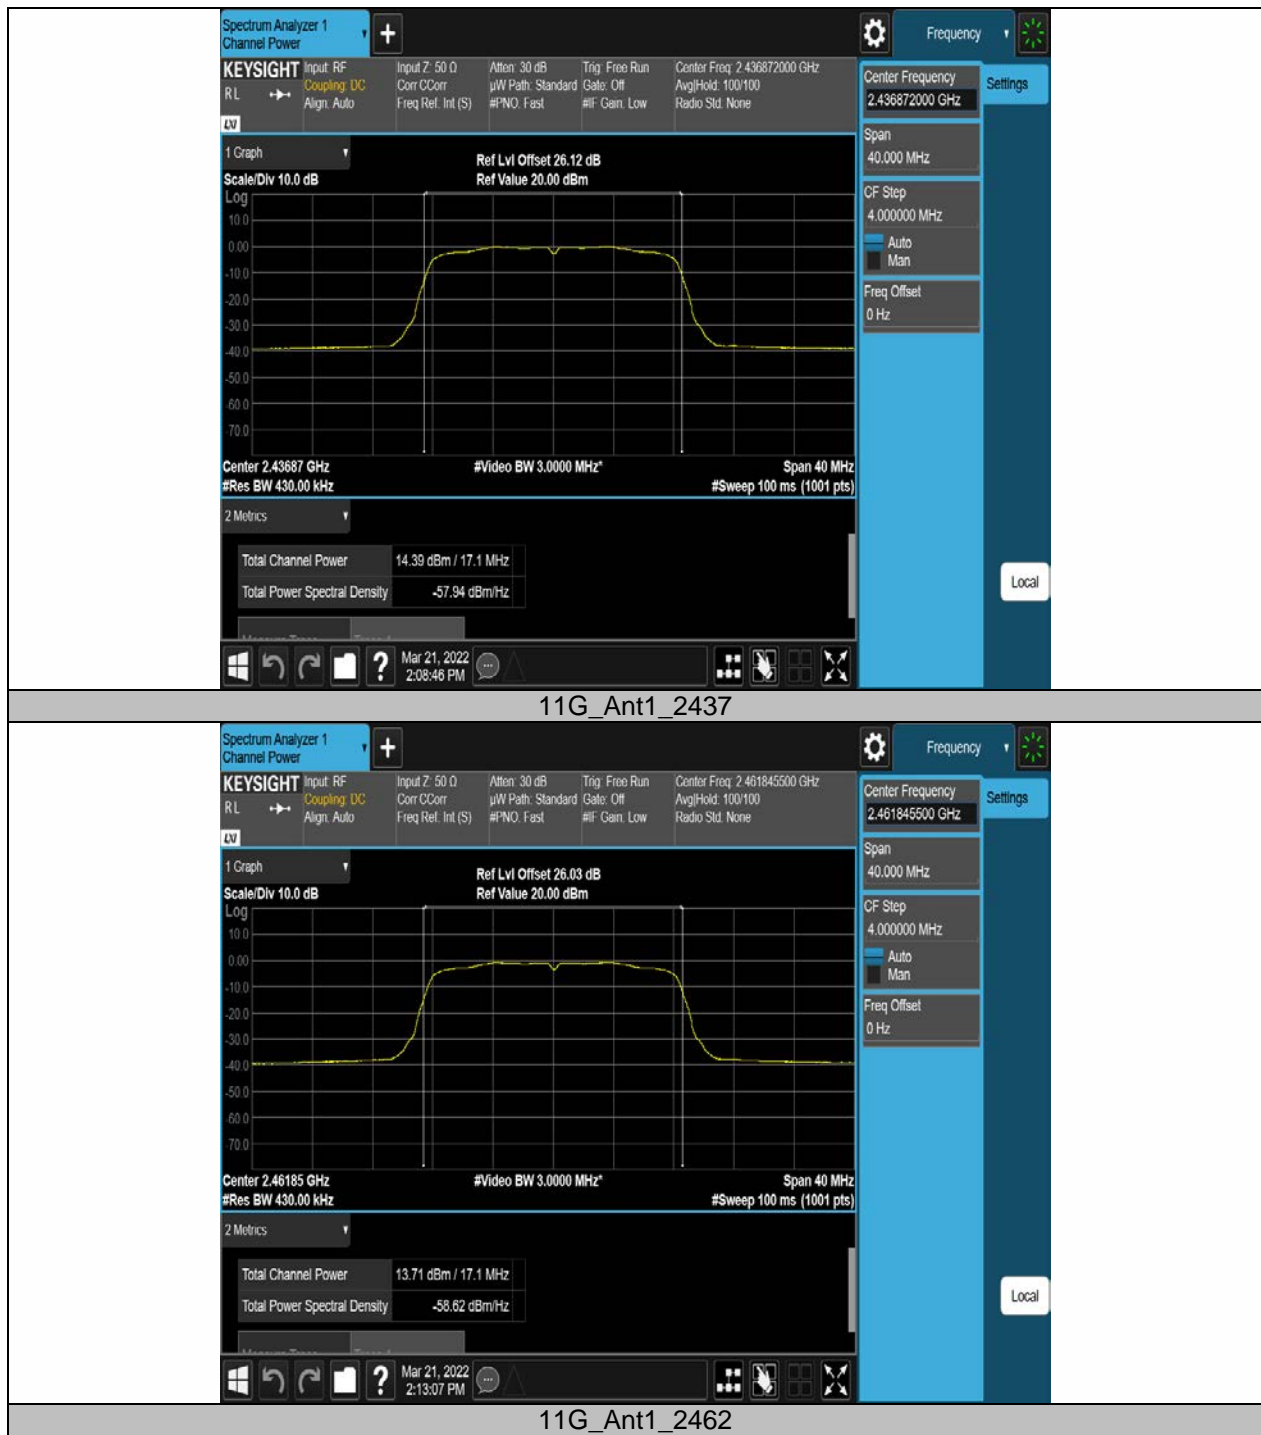 Spectrum Analyzer 1
Channel Power
+
Frequency
KEYSIGHT
RL
LXI
Input: RF
Coupling: DC
Align: Auto
Input Z: 50 Ω
Corr CCorr
Freq Ref: Int (S)
Atten: 30 dB
µW Path: Standard
#PNO: Fast
Trig: Free Run
Gate: Off
#IF Gain: Low
Center Freq: 2.436872000 GHz
Avg|Hold: 100/100
Radio Std: None
Center Frequency
2.436872000 GHz
Settings
Span
40.000 MHz
CF Step
4.000000 MHz
Auto
Man
Freq Offset
0 Hz
Local
1 Graph
Scale/Div 10.0 dB
Ref Lvl Offset 26.12 dB
Ref Value 20.00 dBm
Log
10.0
0.00
-10.0
-20.0
-30.0
-40.0
-50.0
-60.0
-70.0
Center 2.43687 GHz
#Video BW 3.0000 MHz*
Span 40 MHz
#Res BW 430.00 kHz
#Sweep 100 ms (1001 pts)
2 Metrics
Total Channel Power 14.39 dBm / 17.1 MHz
Total Power Spectral Density -57.94 dBm/Hz
?
Mar 21, 2022
2:08:46 PM
11G_Ant1_2437
Spectrum Analyzer 1
Channel Power
+
Frequency
KEYSIGHT
RL
LXI
Input: RF
Coupling: DC
Align: Auto
Input Z: 50 Ω
Corr CCorr
Freq Ref: Int (S)
Atten: 30 dB
µW Path: Standard
#PNO: Fast
Trig: Free Run
Gate: Off
#IF Gain: Low
Center Freq: 2.461845500 GHz
Avg|Hold: 100/100
Radio Std: None
Center Frequency
2.461845500 GHz
Settings
Span
40.000 MHz
CF Step
4.000000 MHz
Auto
Man
Freq Offset
0 Hz
Local
1 Graph
Scale/Div 10.0 dB
Ref Lvl Offset 26.03 dB
Ref Value 20.00 dBm
Log
10.0
0.00
-10.0
-20.0
-30.0
-40.0
-50.0
-60.0
-70.0
Center 2.46185 GHz
#Video BW 3.0000 MHz*
Span 40 MHz
#Res BW 430.00 kHz
#Sweep 100 ms (1001 pts)
2 Metrics
Total Channel Power 13.71 dBm / 17.1 MHz
Total Power Spectral Density -58.62 dBm/Hz
?
Mar 21, 2022
2:13:07 PM
11G_Ant1_2462